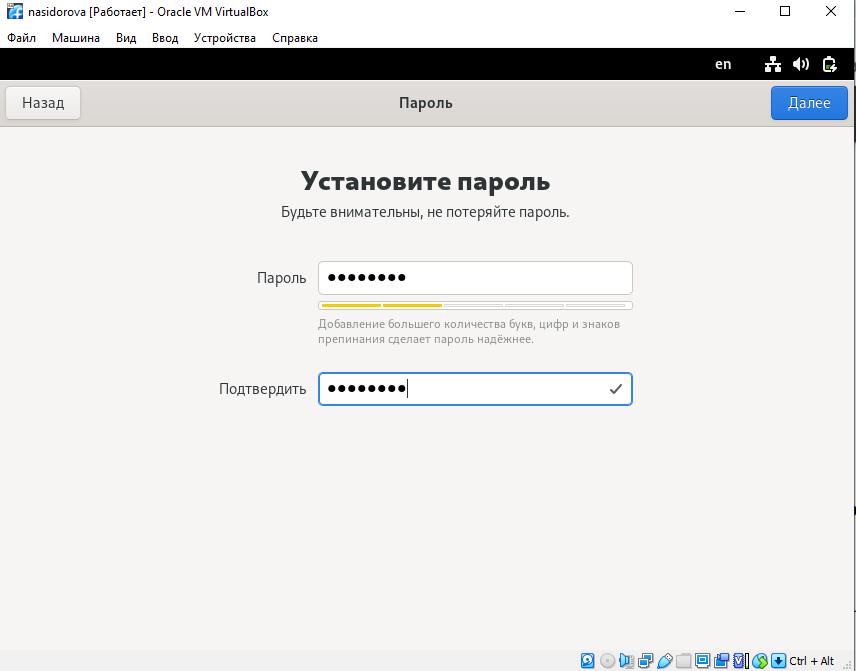 nasidorova [Работает] - Oracle VM VirtualBox
Файл Машина Вид Ввод Устройства Справка
en
Назад Пароль Далее
Установите пароль
Будьте внимательны, не потеряйте пароль.
Пароль ●●●●●●●●
Добавление большего количества букв, цифр и знаков
препинания сделает пароль надёжнее.
Подтвердить ●●●●●●●●
Ctrl + Alt